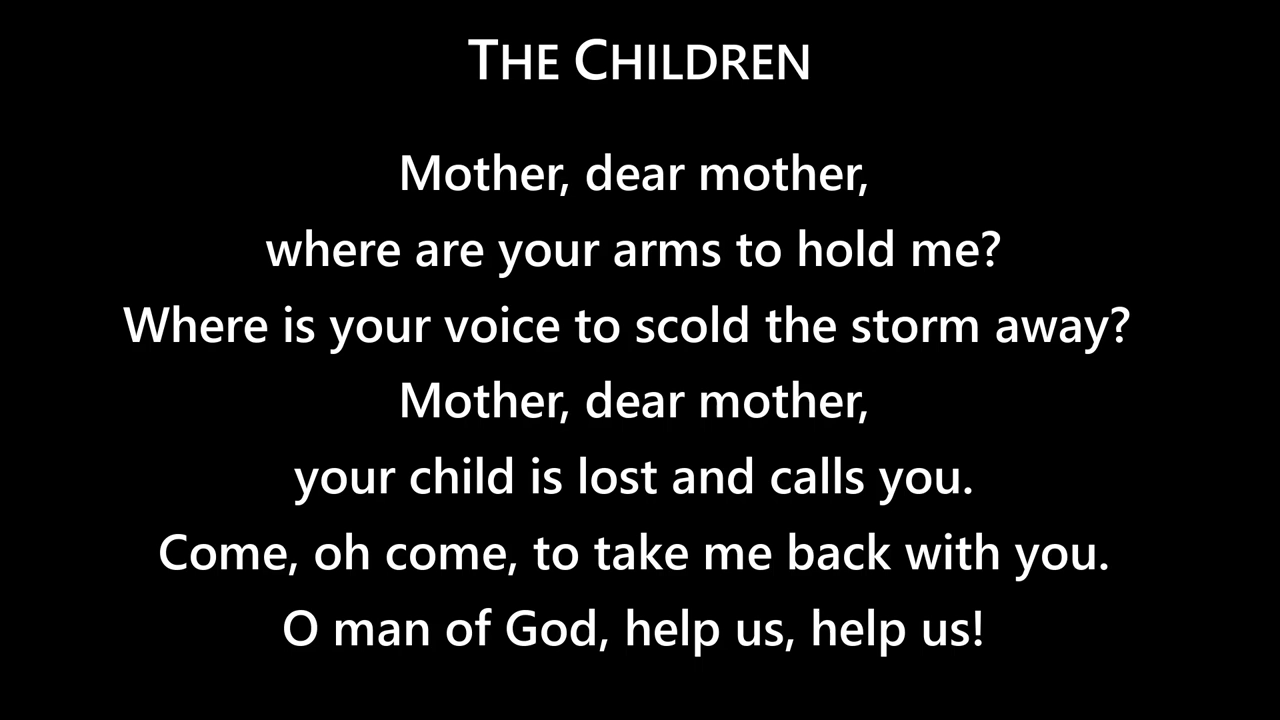 THE CHILDREN
Mother, dear mother,
where are your arms to hold me?
Where is your voice to scold the storm away?
Mother, dear mother,
your child is lost and calls you.
Come, oh come, to take me back with you.
O man of God, help us, help us!